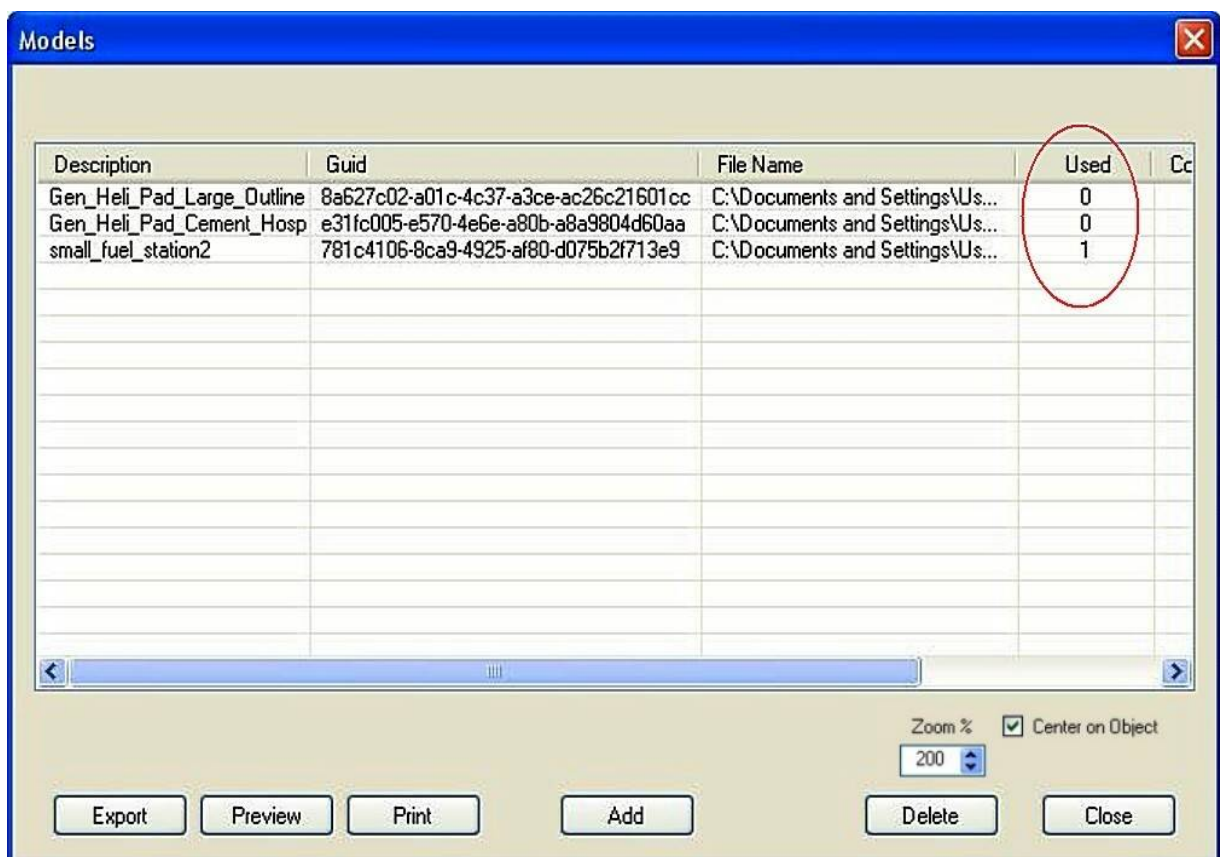 Models
Description Guid File Name Used Cc
Gen_Heli_Pad_Large_Outline 8a627c02-a01c-4c37-a3ce-ac26c21601cc C:\Documents and Settings\Us... 0
Gen_Heli_Pad_Cement_Hosp e31fc005-e570-4e6e-a80b-a8a9804d60aa C:\Documents and Settings\Us... 0
small_fuel_station2 781c4106-8ca9-4925-af80-d075b2f713e9 C:\Documents and Settings\Us... 1
Zoom % Center on Object
200
Export Preview Print Add Delete Close